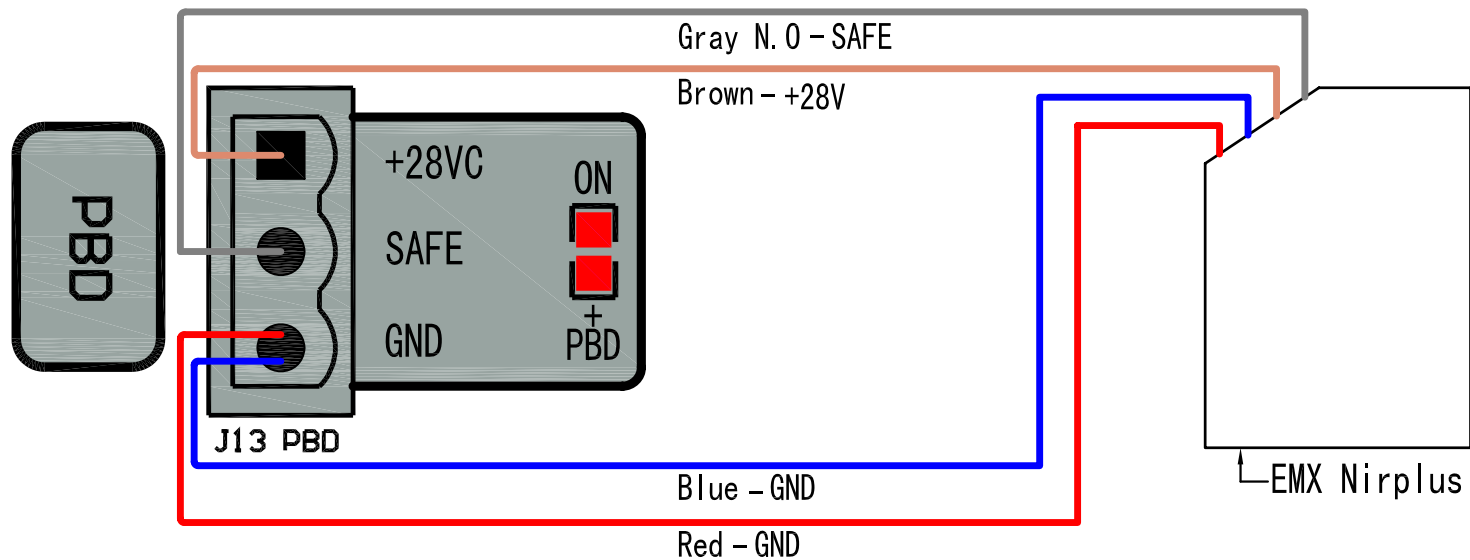 Gray N.O-SAFE
Brown-+28V
PBD
+28VC
ON
SAFE
GND
+
PBD
J13 PBD
Blue-GND
EMX Nirplus
Red-GND